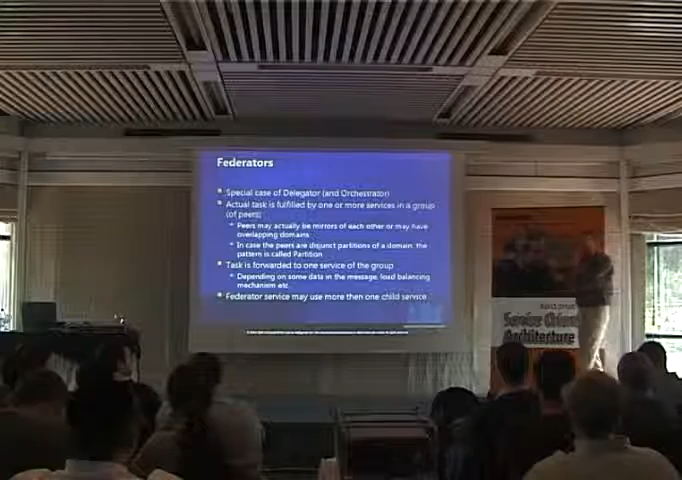 Federators
Special case of Delegator (and Orchestrator)
Actual task is fulfilled by one or more services in a group
(of peers)
Peers may actually be mirrors of each other or may have
overlapping domains
In case the peers are disjunct partitions of a domain, the
pattern is called Partition
Task is forwarded to one service of the group
Depending on some data in the message, load balancing
mechanism etc.
Federator service may use more then one child service
Service Oriented
Architecture